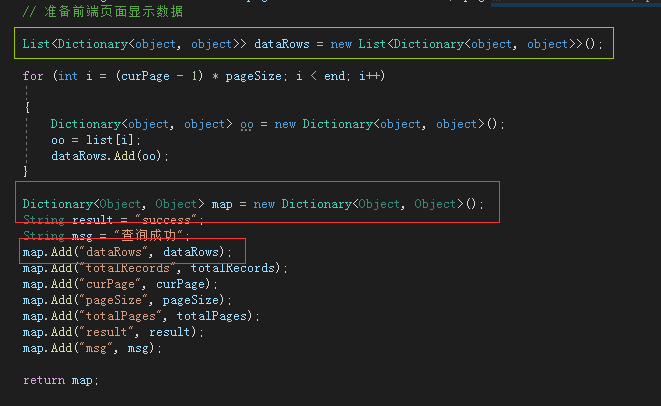 // 准备前端页面显示数据
List<Dictionary<object, object>> dataRows = new List<Dictionary<object, object>>();
for (int i = (curPage - 1) * pageSize; i < end; i++)
{
Dictionary<object, object> oo = new Dictionary<object, object>();
oo = list[i];
dataRows.Add(oo);
}
Dictionary<Object, Object> map = new Dictionary<Object, Object>();
String result = "success";
String msg = "查询成功";
map.Add("dataRows", dataRows);
map.Add("totalRecords", totalRecords);
map.Add("curPage", curPage);
map.Add("pageSize", pageSize);
map.Add("totalPages", totalPages);
map.Add("result", result);
map.Add("msg", msg);
return map;